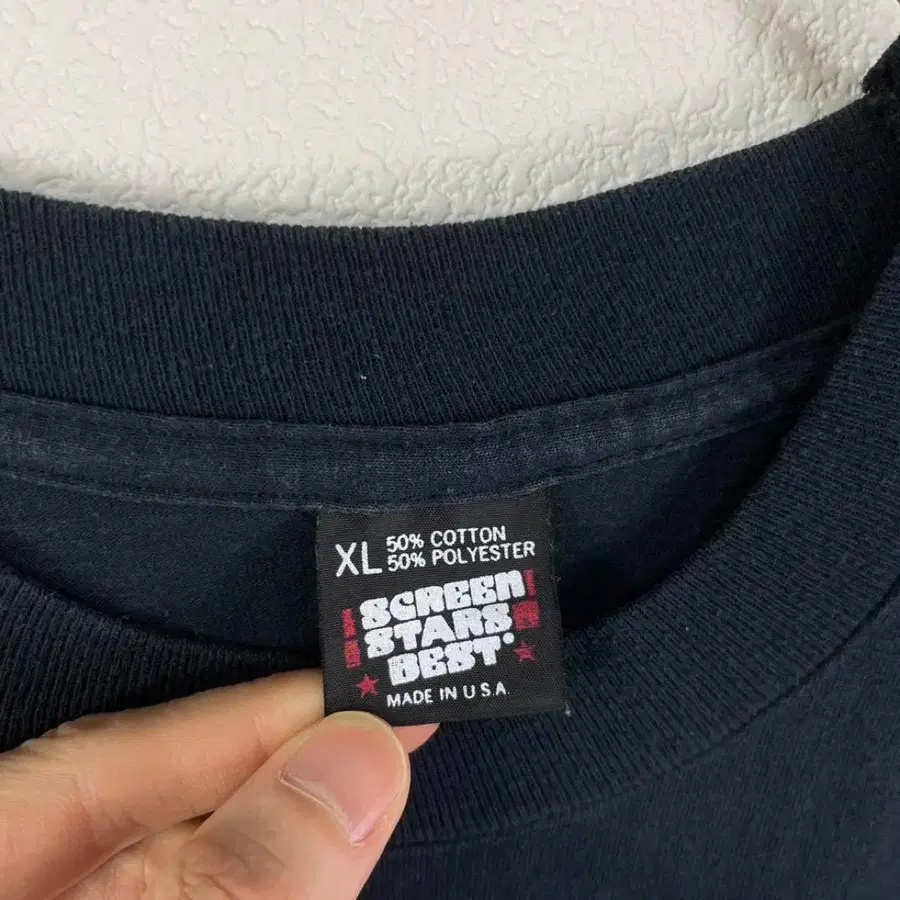 XL 50% COTTON
50% POLYESTER
SCREEN
STARS
BEST
MADE IN U.S.A.